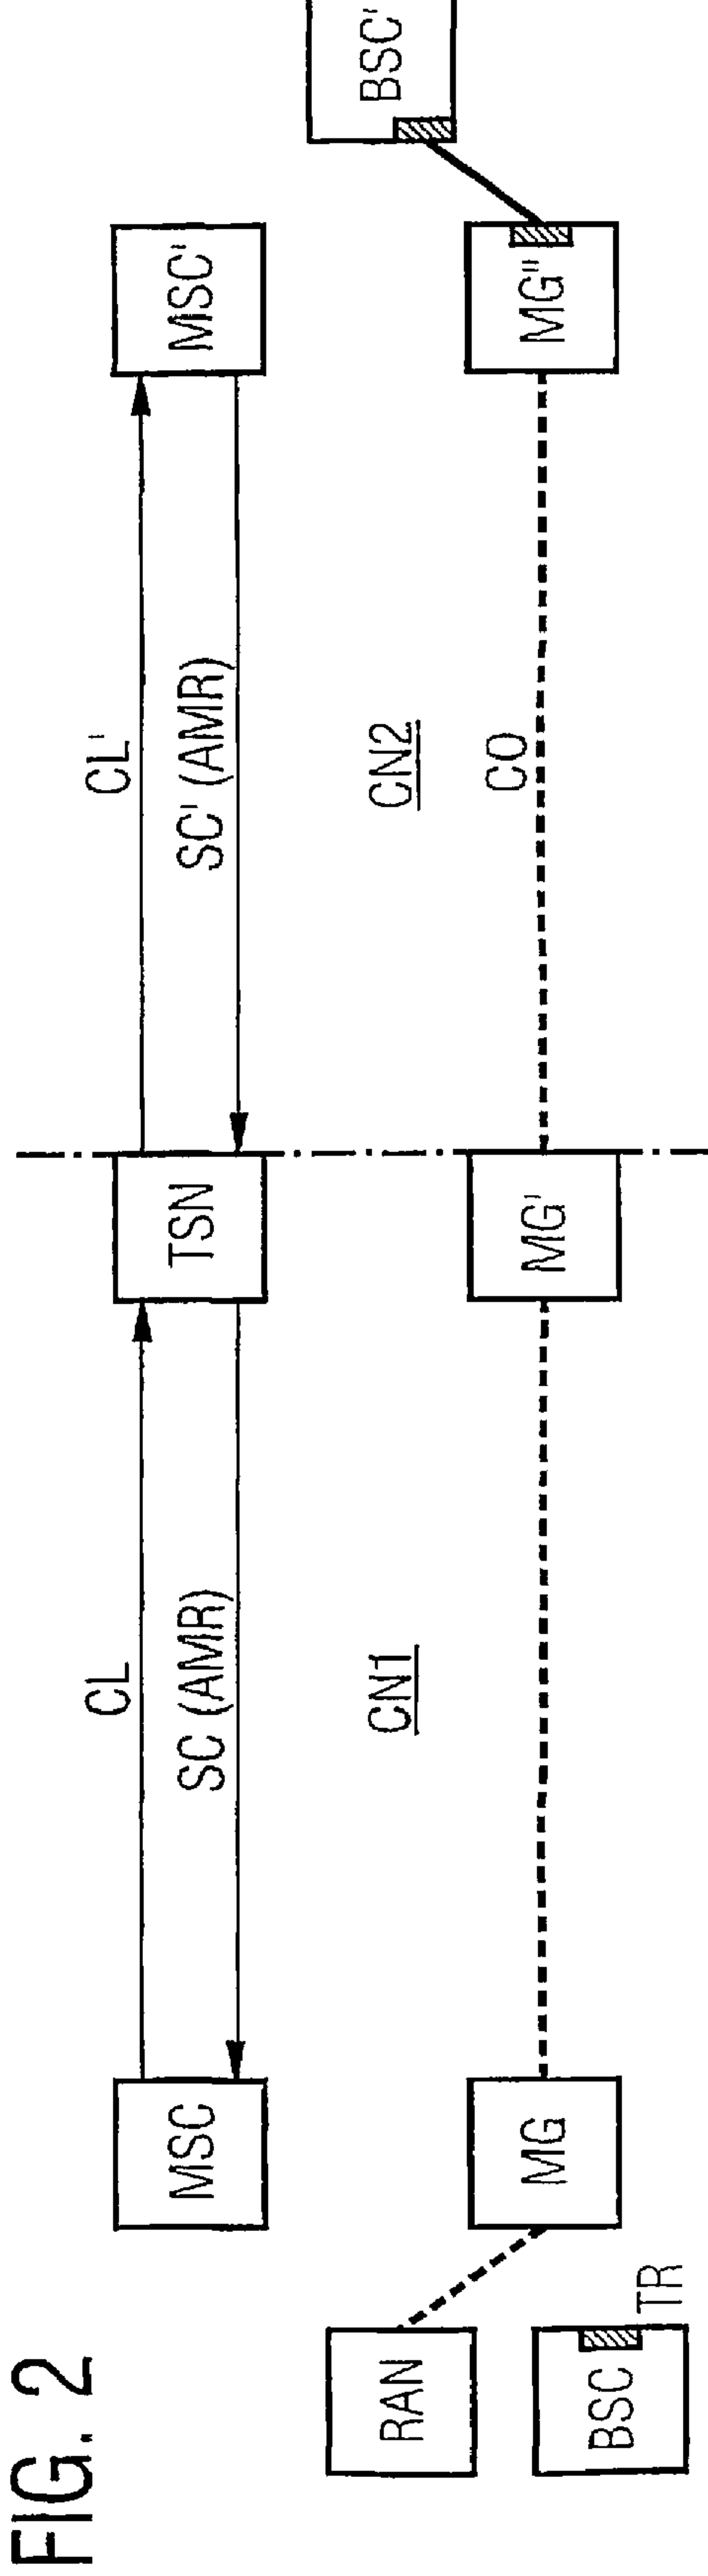 FIG. 2
CL
CL'
SC (AMR)
SC' (AMR)
MSC
TSN
MSC'
CN1
CN2
RAN
BSC'
CO
MG
MG'
MG"
BSC
TR